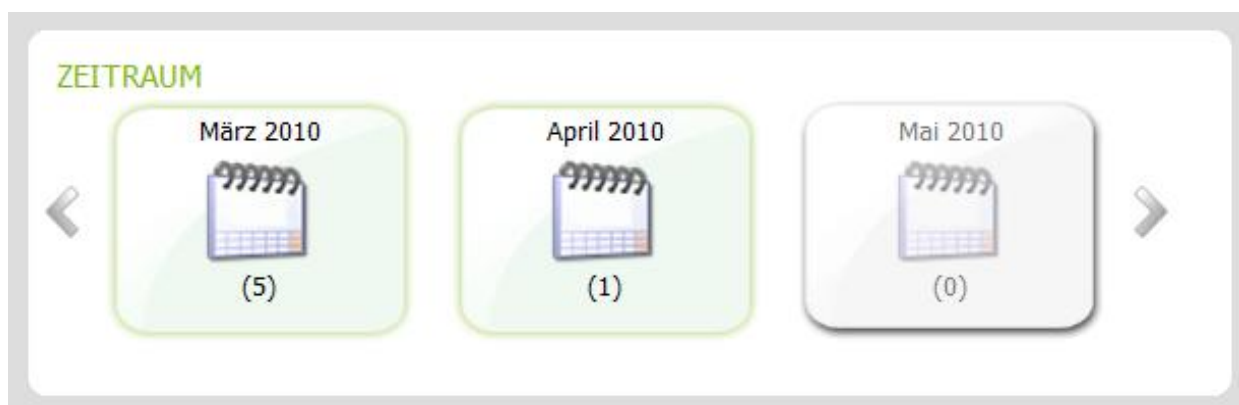 ZEITRAUM
März 2010
April 2010
Mai 2010
(5)
(1)
(0)